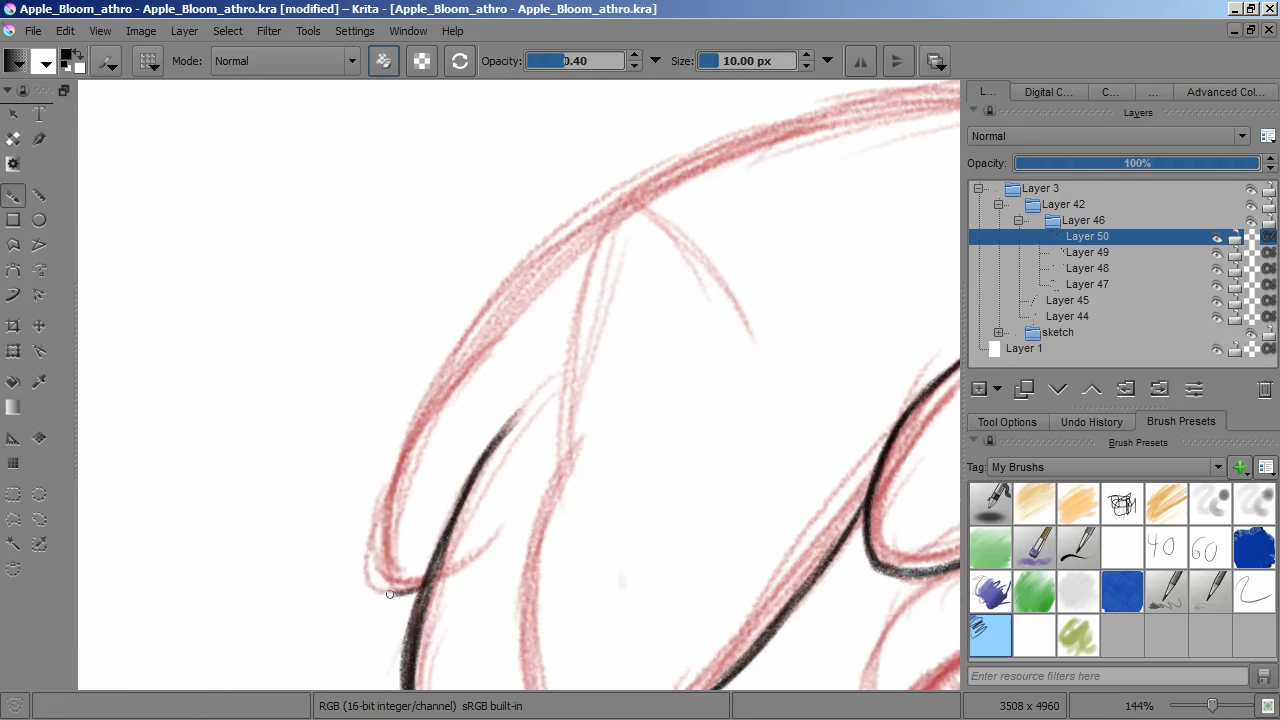 Apple_Bloom_athro - Apple_Bloom_athro.kra [modified] – Krita - [Apple_Bloom_athro - Apple_Bloom_athro.kra]
File Edit View Image Layer Select Filter Tools Settings Window Help
Mode: Normal Opacity: 0.40 Size: 10.00 px
L... Digital C... C... ... Advanced Col...
Layers
Normal
Opacity: 100%
Layer 3
Layer 42
Layer 46
Layer 50
Layer 49
Layer 48
Layer 47
Layer 45
Layer 44
sketch
Layer 1
Tool Options Undo History Brush Presets
Brush Presets
Tag: My Brushes
40 60
Enter resource filters here
RGB (16-bit integer/channel) sRGB built-in 3508 x 4960 144%